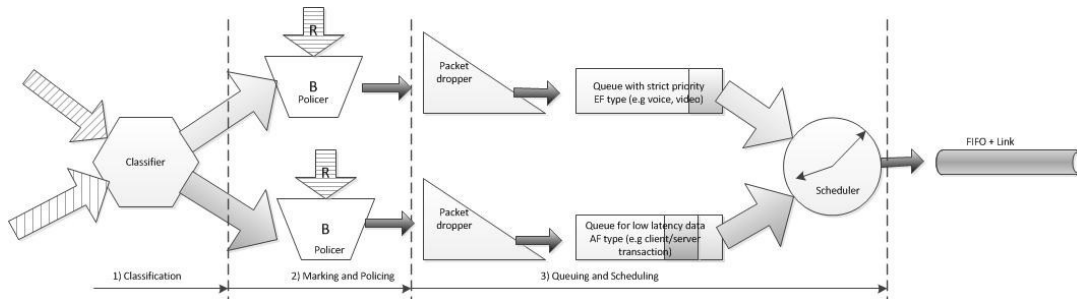 R
B
Policer
Packet
dropper
Queue with strict priority
EF type (e.g voice, video)
Classifier
FIFO + Link
Scheduler
R
B
Policer
Packet
dropper
Queue for low latency data
AF type (e.g client/server
transaction)
1) Classification
2) Marking and Policing
3) Queuing and Scheduling